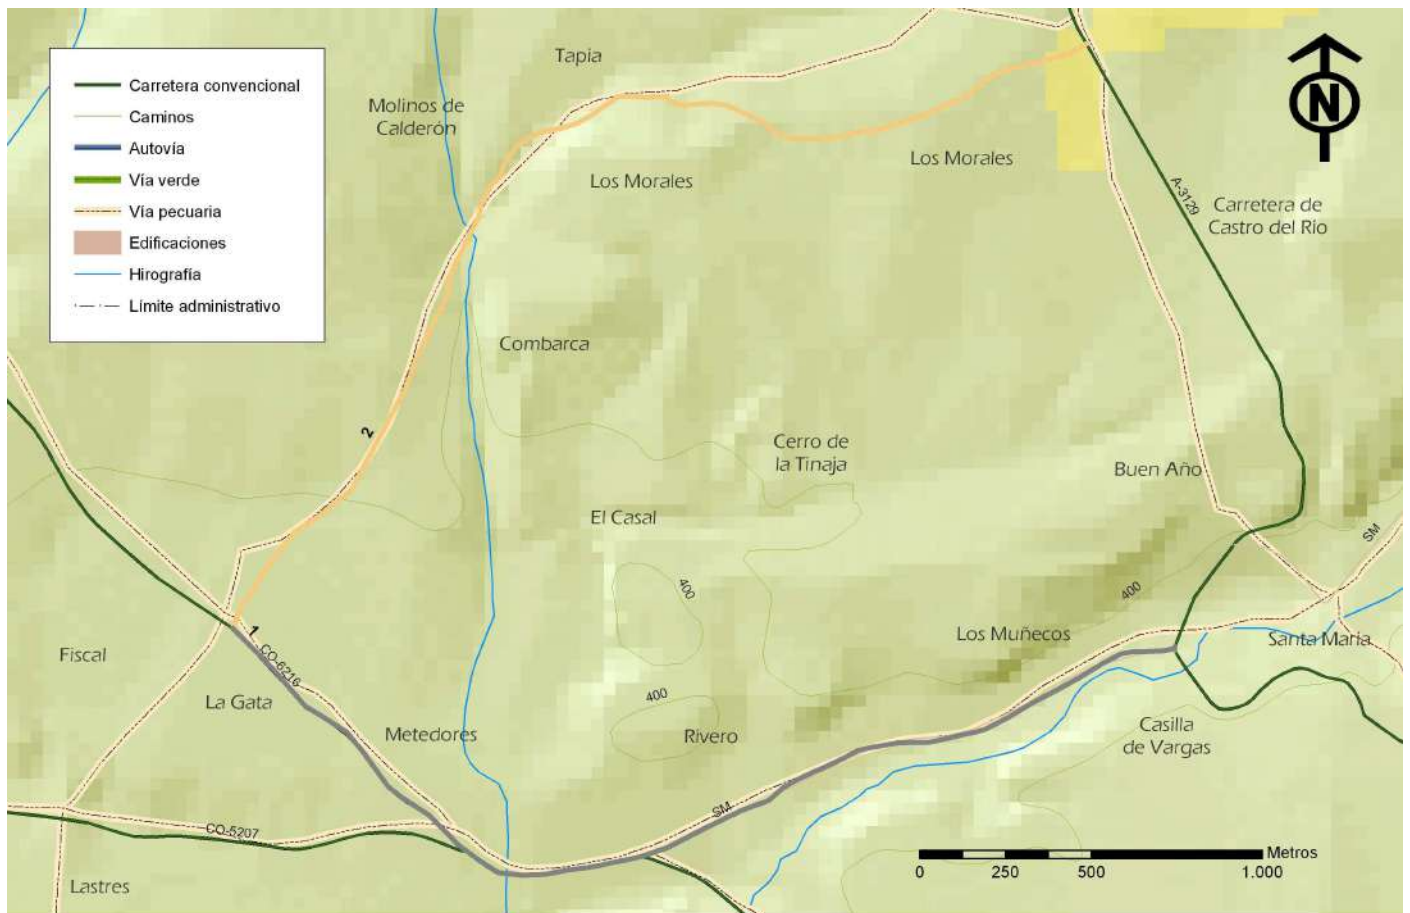 Carretera convencional
Caminos
Autovía
Vía verde
Vía pecuaria
Edificaciones
Hirografía
Límite administrativo
Tapia
Molinos de
Calderón
Los Morales
Los Morales
N
A-3129
Carretera de
Castro del Río
Combarca
2
Cerro de
la Tinaja
Buen Año
El Casal
SM
400
400
1
CO-6216
Los Muñecos
Santa María
Fiscal
La Gata
400
Metedores
Rivero
Casilla
de Vargas
SM
CO-5207
Lastres
Metros
0 250 500 1.000